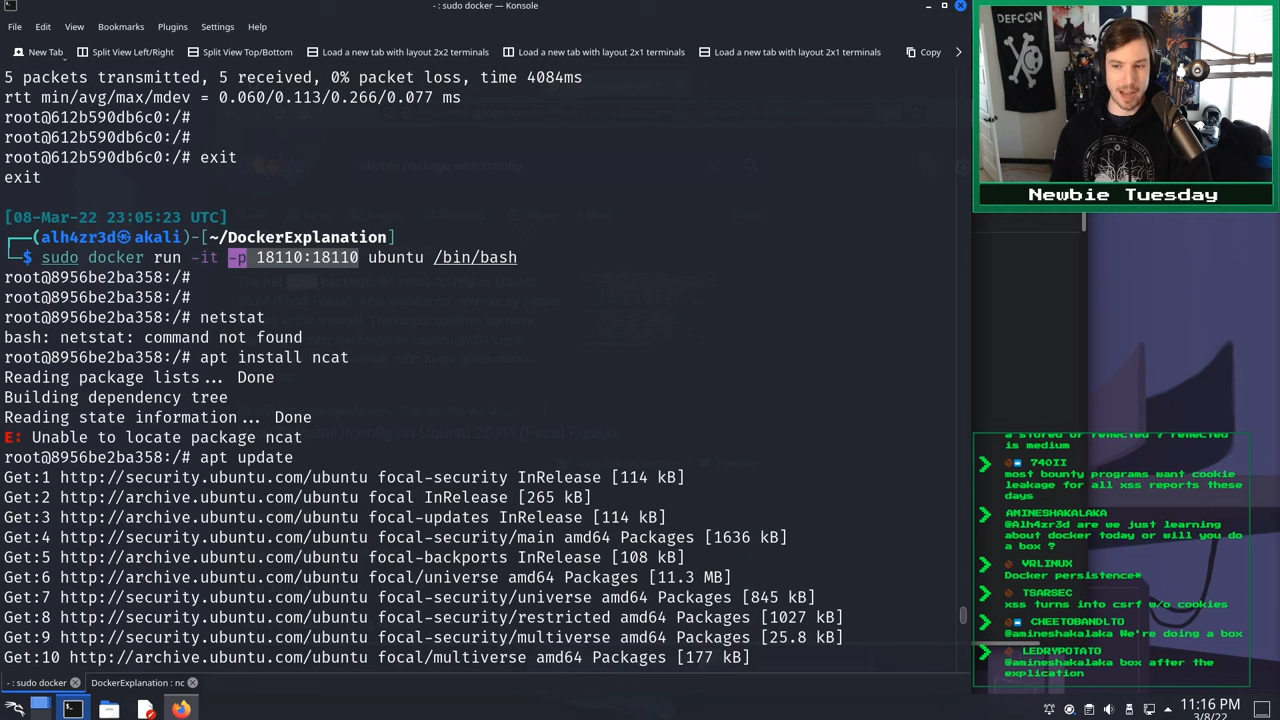 - : sudo docker — Konsole
File Edit View Bookmarks Plugins Settings Help
New Tab Split View Left/Right Split View Top/Bottom Load a new tab with layout 2x2 terminals Load a new tab with layout 2x1 terminals Load a new tab with layout 2x1 terminals Copy
5 packets transmitted, 5 received, 0% packet loss, time 4084ms
rtt min/avg/max/mdev = 0.060/0.113/0.266/0.077 ms
root@612b590db6c0:/#
root@612b590db6c0:/#
root@612b590db6c0:/# exit
exit
[08-Mar-22 23:05:23 UTC]
(alh4zr3d㉿akali)-[~/DockerExplanation]
$ sudo docker run -it -p 18110:18110 ubuntu /bin/bash
root@8956be2ba358:/#
root@8956be2ba358:/#
root@8956be2ba358:/# netstat
bash: netstat: command not found
root@8956be2ba358:/# apt install ncat
Reading package lists... Done
Building dependency tree
Reading state information... Done
E: Unable to locate package ncat
root@8956be2ba358:/# apt update
Get:1 http://security.ubuntu.com/ubuntu focal-security InRelease [114 kB]
Get:2 http://archive.ubuntu.com/ubuntu focal InRelease [265 kB]
Get:3 http://archive.ubuntu.com/ubuntu focal-updates InRelease [114 kB]
Get:4 http://security.ubuntu.com/ubuntu focal-security/main amd64 Packages [1636 kB]
Get:5 http://archive.ubuntu.com/ubuntu focal-backports InRelease [108 kB]
Get:6 http://archive.ubuntu.com/ubuntu focal/universe amd64 Packages [11.3 MB]
Get:7 http://security.ubuntu.com/ubuntu focal-security/universe amd64 Packages [845 kB]
Get:8 http://security.ubuntu.com/ubuntu focal-security/restricted amd64 Packages [1027 kB]
Get:9 http://security.ubuntu.com/ubuntu focal-security/multiverse amd64 Packages [25.8 kB]
Get:10 http://archive.ubuntu.com/ubuntu focal/multiverse amd64 Packages [177 kB]
- : sudo docker DockerExplanation : nc
DEFCON
Newbie Tuesday
a stored or reflected ? reflected
is medium
740II
most bounty programs want cookie
leakage for all xss reports these
days
AMINESHAKALAKA
@Alh4zr3d are we just learning
about docker today or will you do
a box ?
VRLINUX
Docker persistence*
TSARSEC
xss turns into csrf w/o cookies
CHEETOBANDLTO
@amineshakalaka We're doing a box
LEDRYPOTATO
@amineshakalaka box after the
explication
11:16 PM
3/8/22